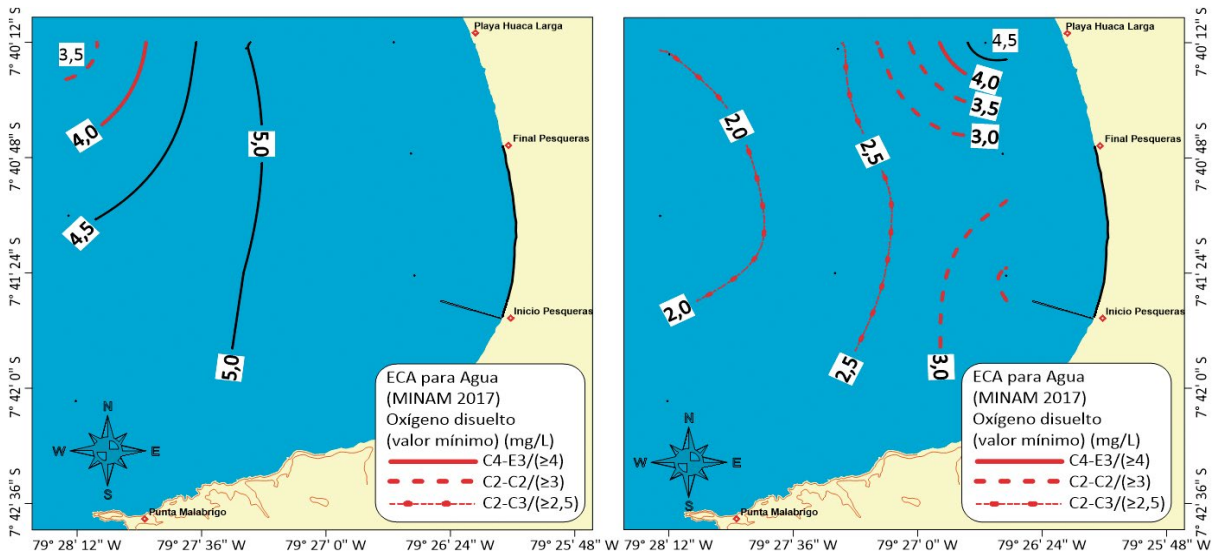 7° 40' 12" S
7° 40' 48" S
7° 41' 24" S
7° 42' 0" S
7° 42' 36" S
3,5
4,0
4,5
5,0
5,0
Playa Huaca Larga
Final Pesqueras
Inicio Pesqueras
Punta Malabrigo
N
W E
S
ECA para Agua
(MINAM 2017)
Oxígeno disuelto
(valor mínimo) (mg/L)
C4-E3/(≥4)
C2-C2/(≥3)
C2-C3/(≥2,5)
79° 28' 12" W 79° 27' 36" W 79° 27' 0" W 79° 26' 24" W 79° 25' 48" W
4,5
4,0
3,5
3,0
2,0
2,5
2,0
2,5
3,0
Playa Huaca Larga
Final Pesqueras
Inicio Pesqueras
Punta Malabrigo
N
W E
S
ECA para Agua
(MINAM 2017)
Oxígeno disuelto
(valor mínimo) (mg/L)
C4-E3/(≥4)
C2-C2/(≥3)
C2-C3/(≥2,5)
7° 40' 12" S
7° 40' 48" S
7° 41' 24" S
7° 42' 0" S
7° 42' 36" S
79° 28' 12" W 79° 27' 36" W 79° 27' 0" W 79° 26' 24" W 79° 25' 48" W